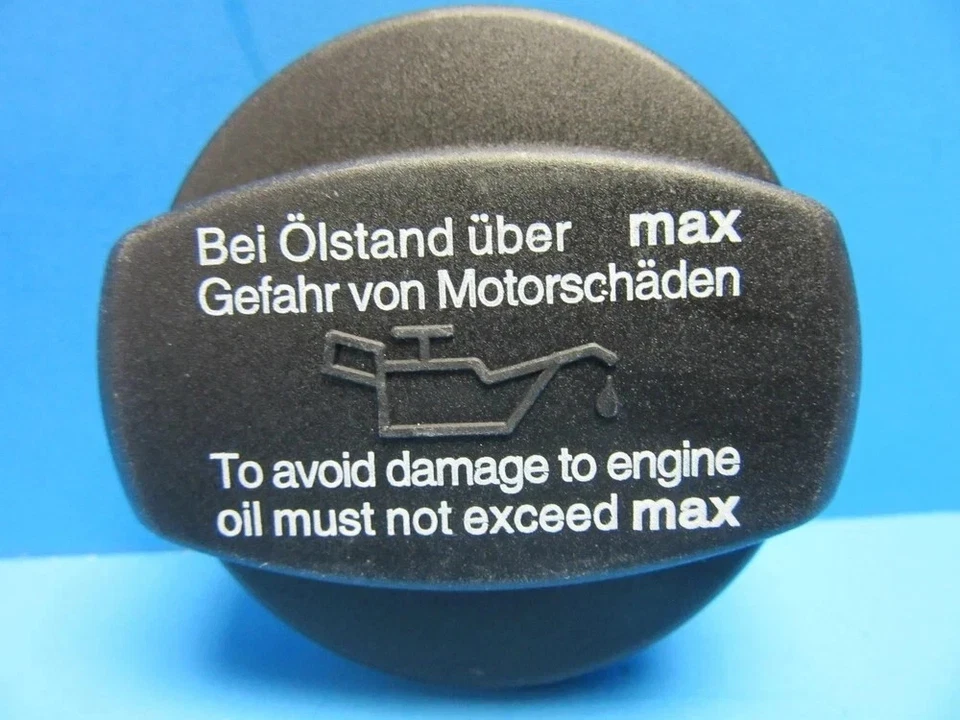 Bei Ölstand über max
Gefahr von Motorschäden
To avoid damage to engine
oil must not exceed max